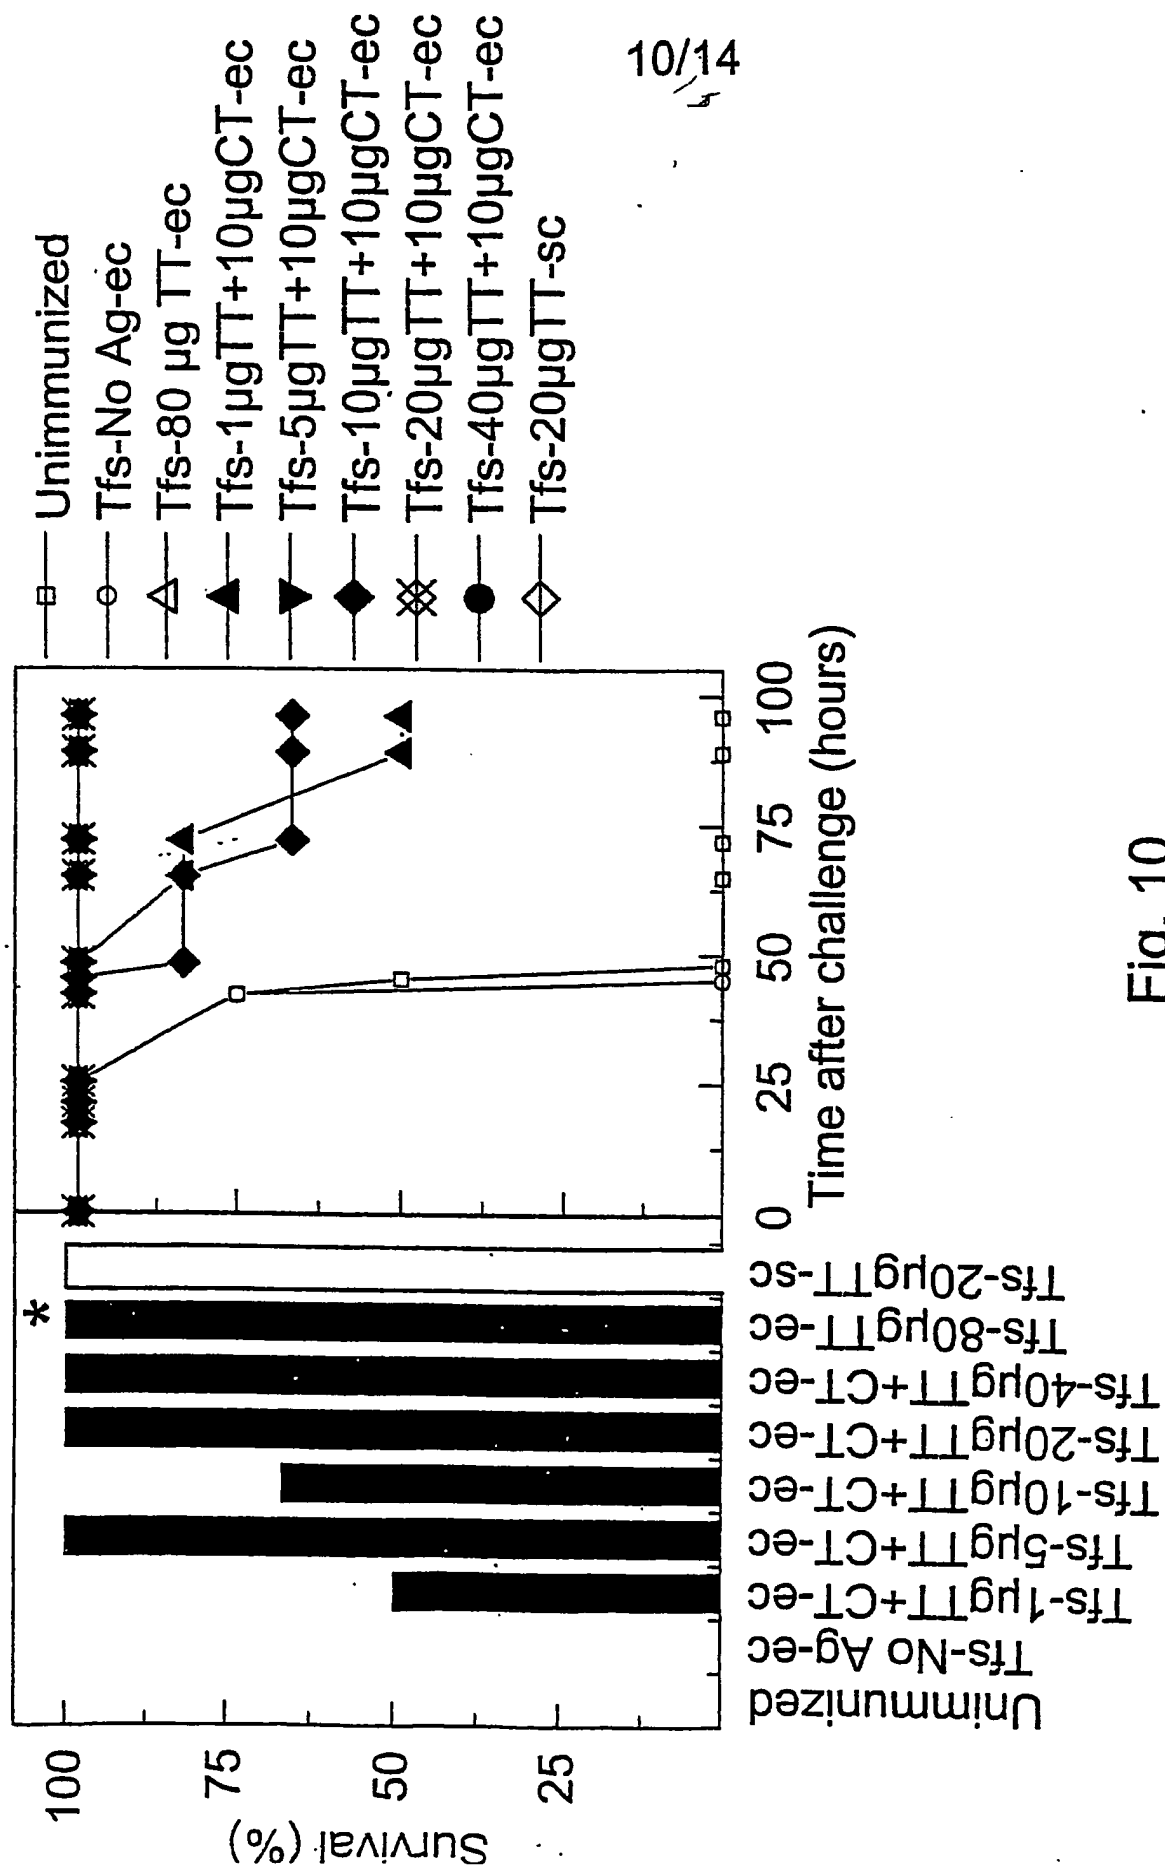 10/14
Survival (%)
100
75
50
25
Unimmunized
Tfs-No Ag-ec
Tfs-1µgTT+CT-ec
Tfs-5µgTT+CT-ec
Tfs-10µgTT+CT-ec
Tfs-20µgTT+CT-ec
Tfs-40µgTT+CT-ec
Tfs-80µgTT-ec
Tfs-20µgTT-sc
*
0
25
50
75
100
Time after challenge (hours)
Unimmunized
Tfs-No Ag-ec
Tfs-80 µg TT-ec
Tfs-1µgTT+10µgCT-ec
Tfs-5µgTT+10µgCT-ec
Tfs-10µgTT+10µgCT-ec
Tfs-20µgTT+10µgCT-ec
Tfs-40µgTT+10µgCT-ec
Tfs-20µgTT-sc
Fig. 10